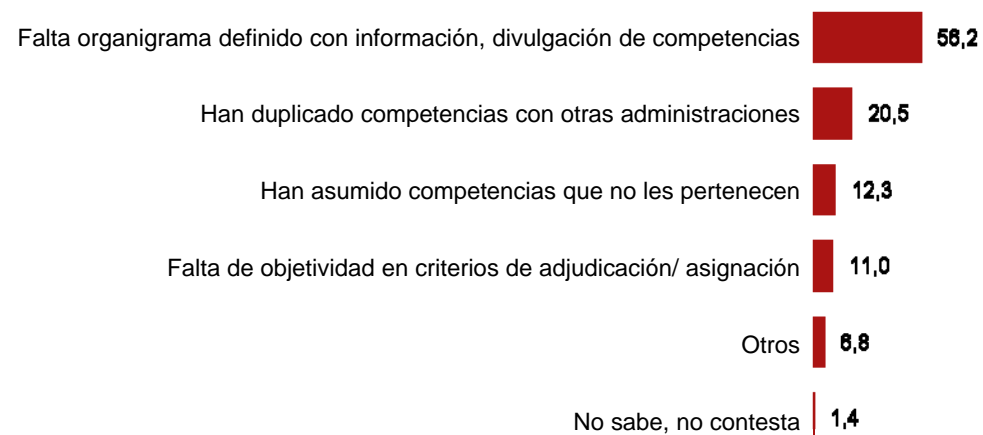 Falta organigrama definido con información, divulgación de competencias 56,2
Han duplicado competencias con otras administraciones 20,5
Han asumido competencias que no les pertenecen 12,3
Falta de objetividad en criterios de adjudicación/ asignación 11,0
Otros 6,8
No sabe, no contesta 1,4